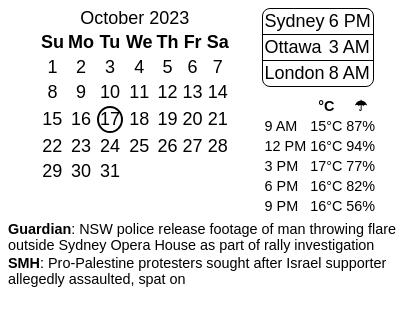 October 2023
Su Mo Tu We Th Fr Sa
1 2 3 4 5 6 7
8 9 10 11 12 13 14
15 16 17 18 19 20 21
22 23 24 25 26 27 28
29 30 31
Sydney 6 PM
Ottawa 3 AM
London 8 AM
°C ☂
9 AM 15°C 87%
12 PM 16°C 94%
3 PM 17°C 77%
6 PM 16°C 82%
9 PM 16°C 56%
Guardian: NSW police release footage of man throwing flare
outside Sydney Opera House as part of rally investigation
SMH: Pro-Palestine protesters sought after Israel supporter
allegedly assaulted, spat on